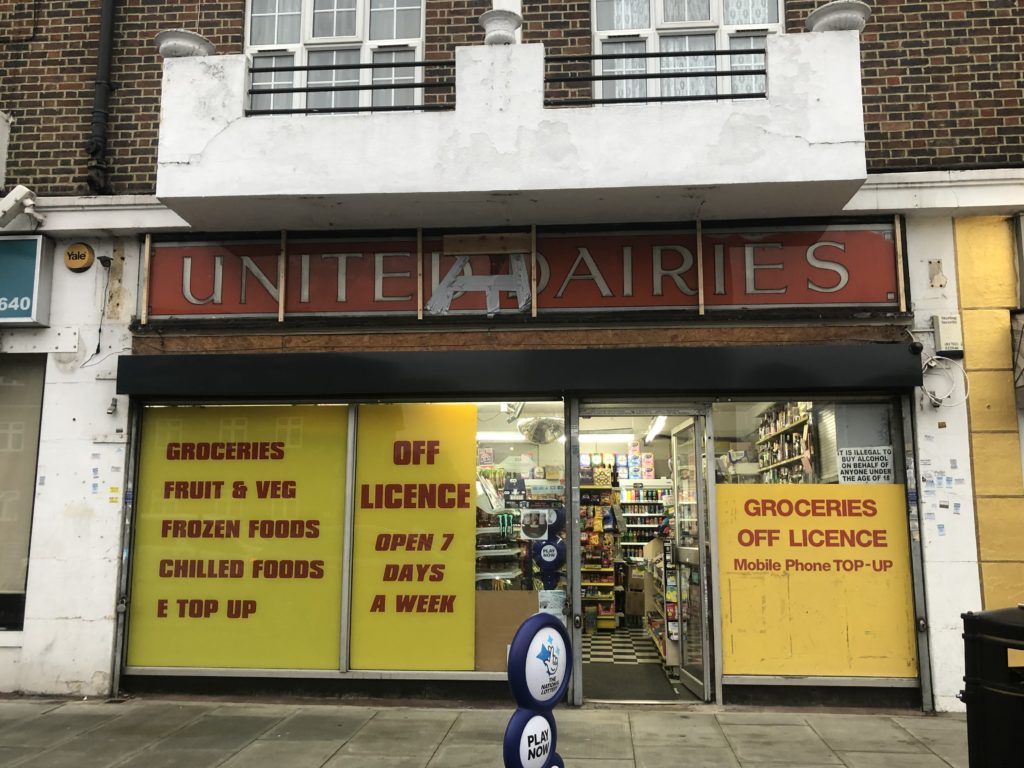 UNITED DAIRIES
Yale
640
GROCERIES
FRUIT & VEG
FROZEN FOODS
CHILLED FOODS
E TOP UP
OFF
LICENCE
OPEN 7
DAYS
A WEEK
PLAY
NOW
IT IS ILLEGAL TO
BUY ALCOHOL
ON BEHALF OF
ANYONE UNDER
THE AGE OF 18
GROCERIES
OFF LICENCE
Mobile Phone TOP-UP
THE
NATIONAL
LOTTERY
PLAY
NOW